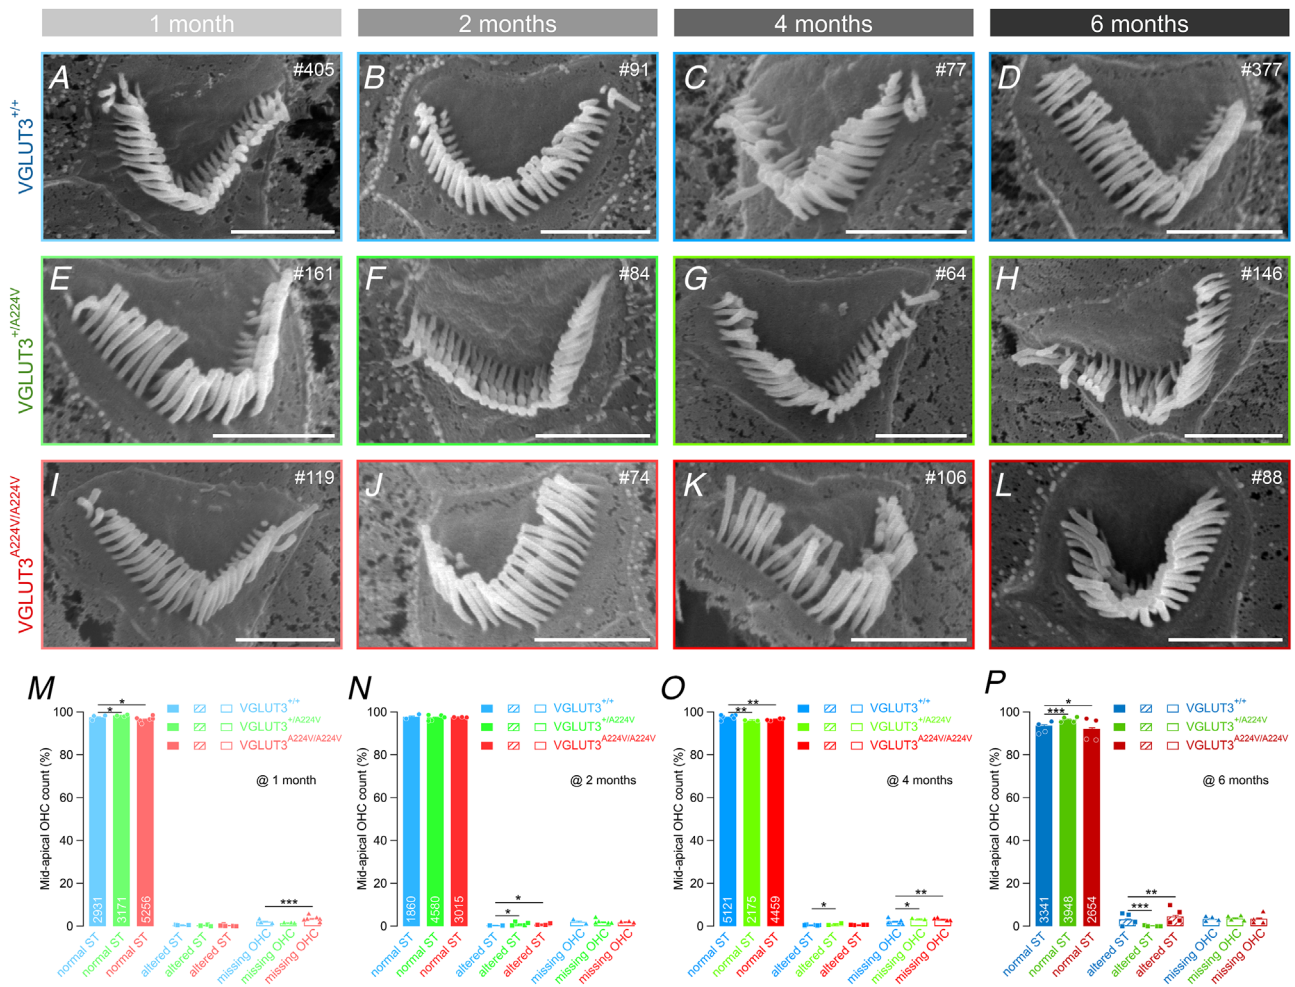 1 month 2 months 4 months 6 months
VGLUT3+/+
A #405 B #91 C #77 D #377
VGLUT3+/A224V
E #161 F #84 G #64 H #146
VGLUT3A224V/A224V
I #119 J #74 K #106 L #88
M
Mid-apical OHC count (%)
100
80
60
40
20
0
* *
VGLUT3+/+
VGLUT3+/A224V
VGLUT3A224V/A224V
@ 1 month
2931 3171 5256
***
normal ST normal ST normal ST altered ST altered ST altered ST missing OHC missing OHC missing OHC
N
Mid-apical OHC count (%)
100
80
60
40
20
0
VGLUT3+/+
VGLUT3+/A224V
VGLUT3A224V/A224V
@ 2 months
1860 4580 3015
* *
normal ST normal ST normal ST altered ST altered ST altered ST missing OHC missing OHC missing OHC
O
Mid-apical OHC count (%)
100
80
60
40
20
0
** **
VGLUT3+/+
VGLUT3+/A224V
VGLUT3A224V/A224V
@ 4 months
5121 2175 4459
* ** *
normal ST normal ST normal ST altered ST altered ST altered ST missing OHC missing OHC missing OHC
P
Mid-apical OHC count (%)
100
80
60
40
20
0
* ***
VGLUT3+/+
VGLUT3+/A224V
VGLUT3A224V/A224V
@ 6 months
3341 3948 2654
** ***
normal ST normal ST normal ST altered ST altered ST altered ST missing OHC missing OHC missing OHC